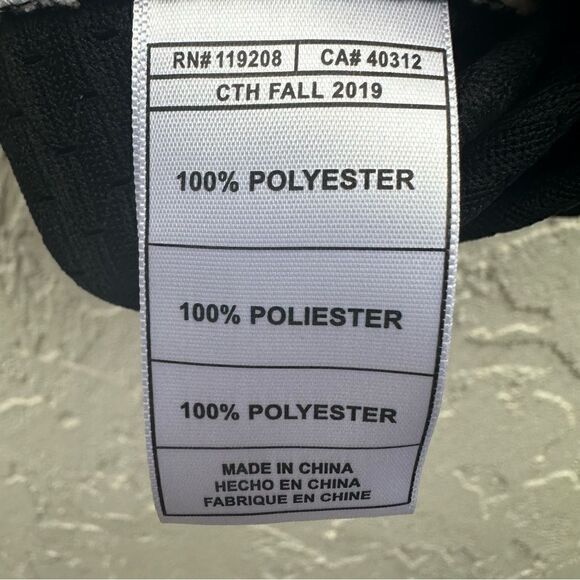 RN# 119208 CA# 40312
CTH FALL 2019
100% POLYESTER
100% POLIESTER
100% POLYESTER
MADE IN CHINA
HECHO EN CHINA
FABRIQUE EN CHINE